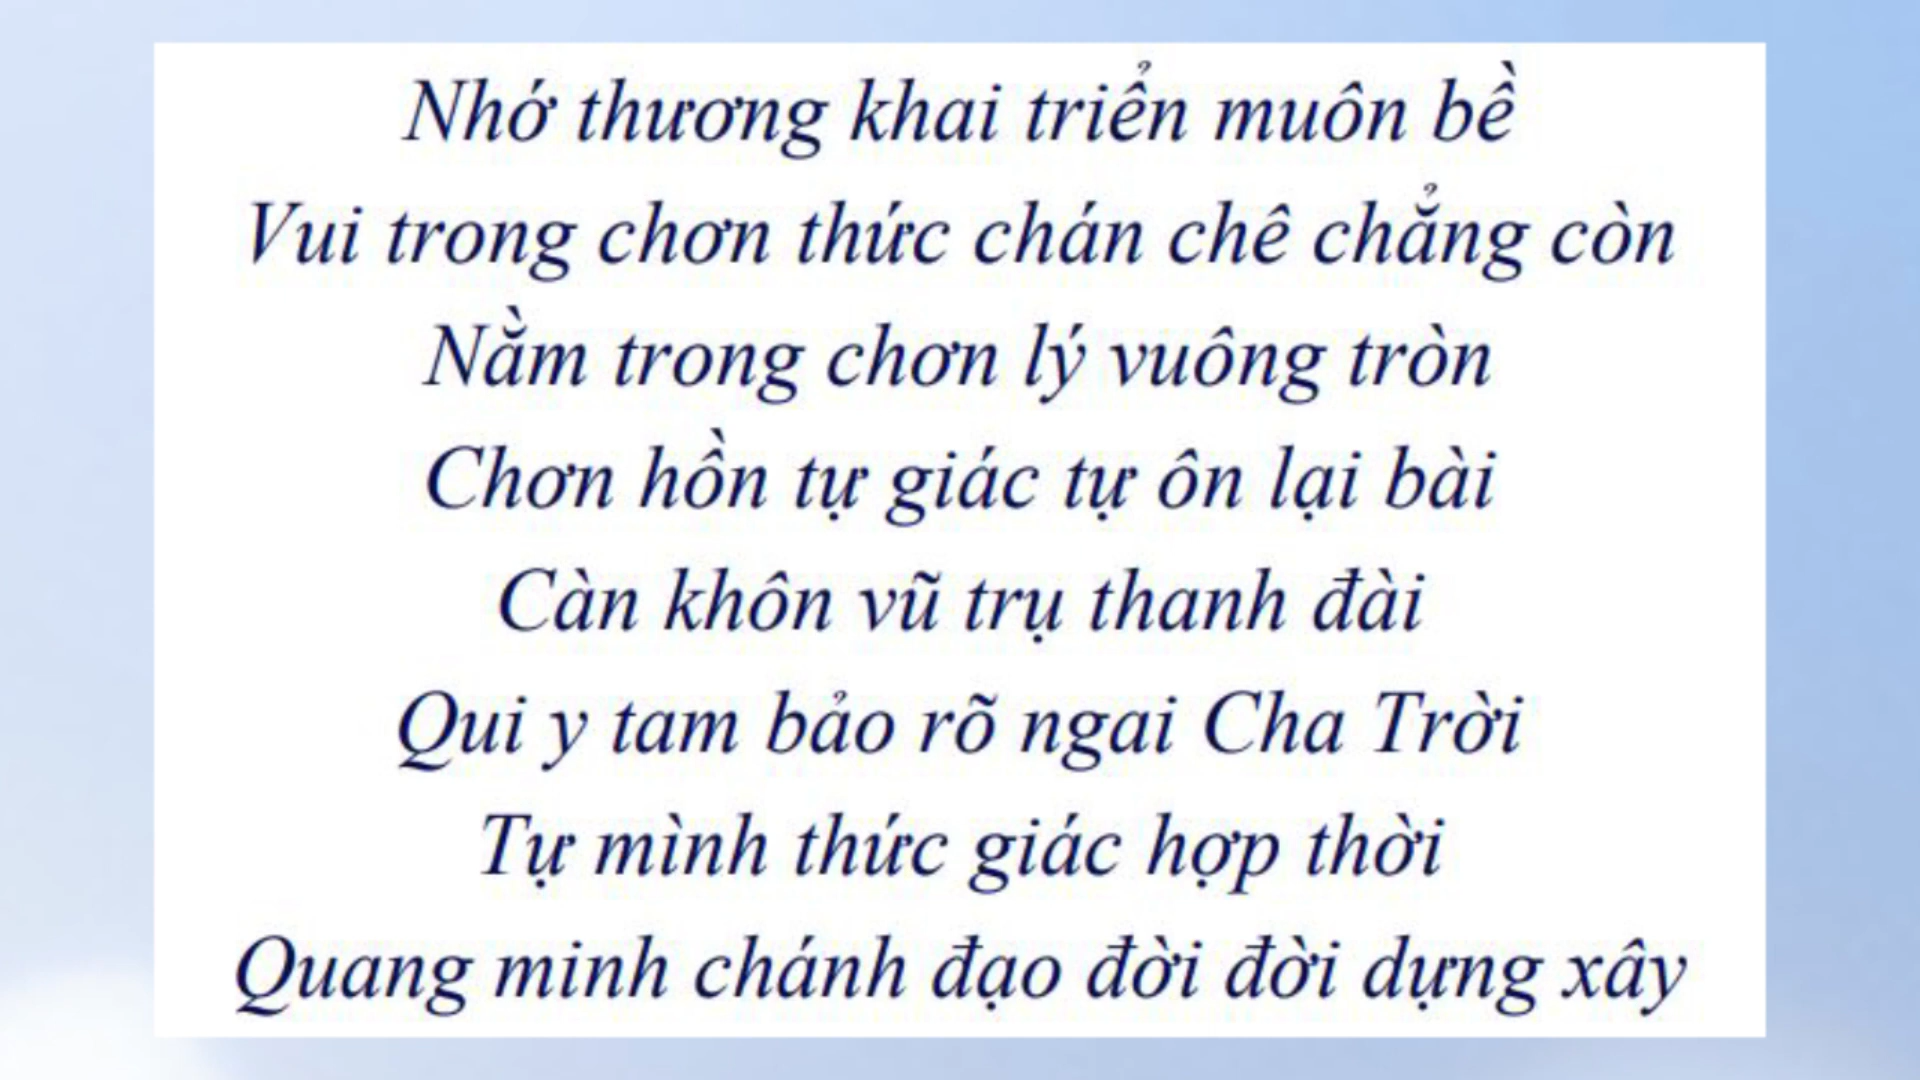 Nhớ thương khai triển muôn bề
Vui trong chơn thức chán chê chẳng còn
Nằm trong chơn lý vuông tròn
Chơn hồn tự giác tự ôn lại bài
Càn khôn vũ trụ thanh đài
Qui y tam bảo rõ ngai Cha Trời
Tự mình thức giác hợp thời
Quang minh chánh đạo đời đời dựng xây